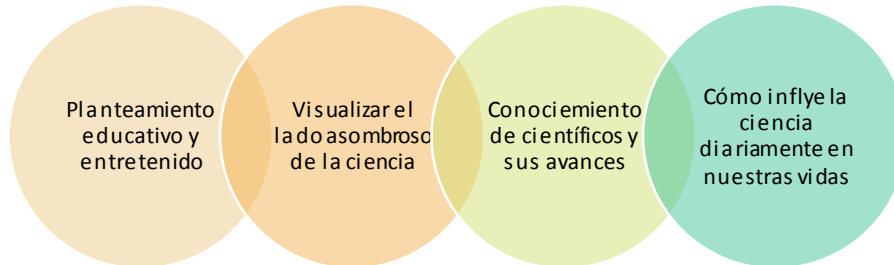 Planteamiento
educativo y
entretenido
Visualizar el
lado asombroso
de la ciencia
Conociemiento
de científicos y
sus avances
Cómo inflye la
ciencia
diariamente en
nuestras vidas